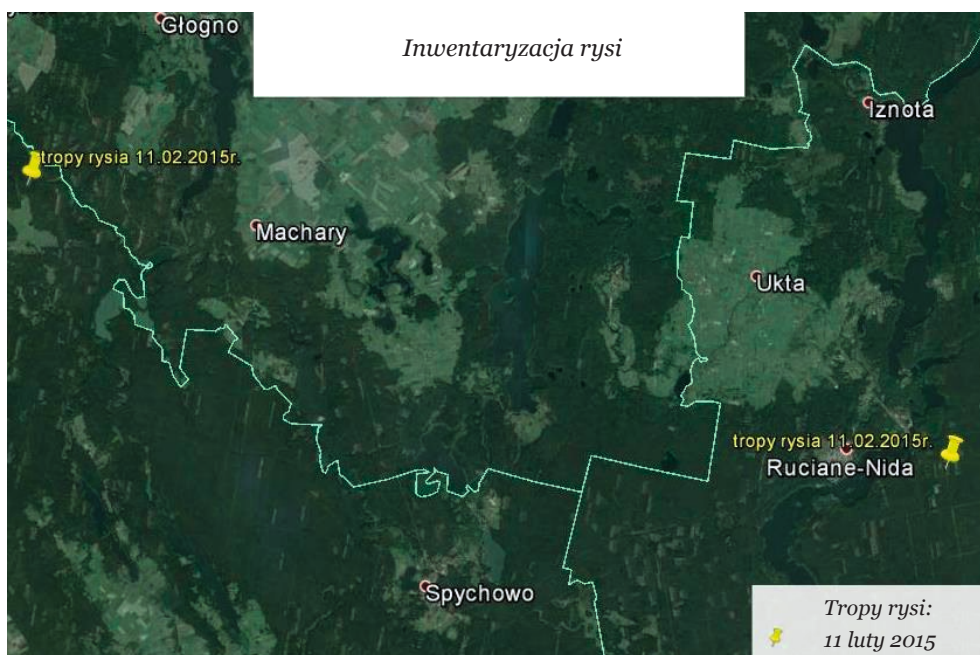 Głogno
Inwentaryzacja rysi
Iznota
tropy rysia 11.02.2015r.
Machary
Ukta
tropy rysia 11.02.2015r.
Ruciane-Nida
Spychowo
Tropy rysi:
11 luty 2015